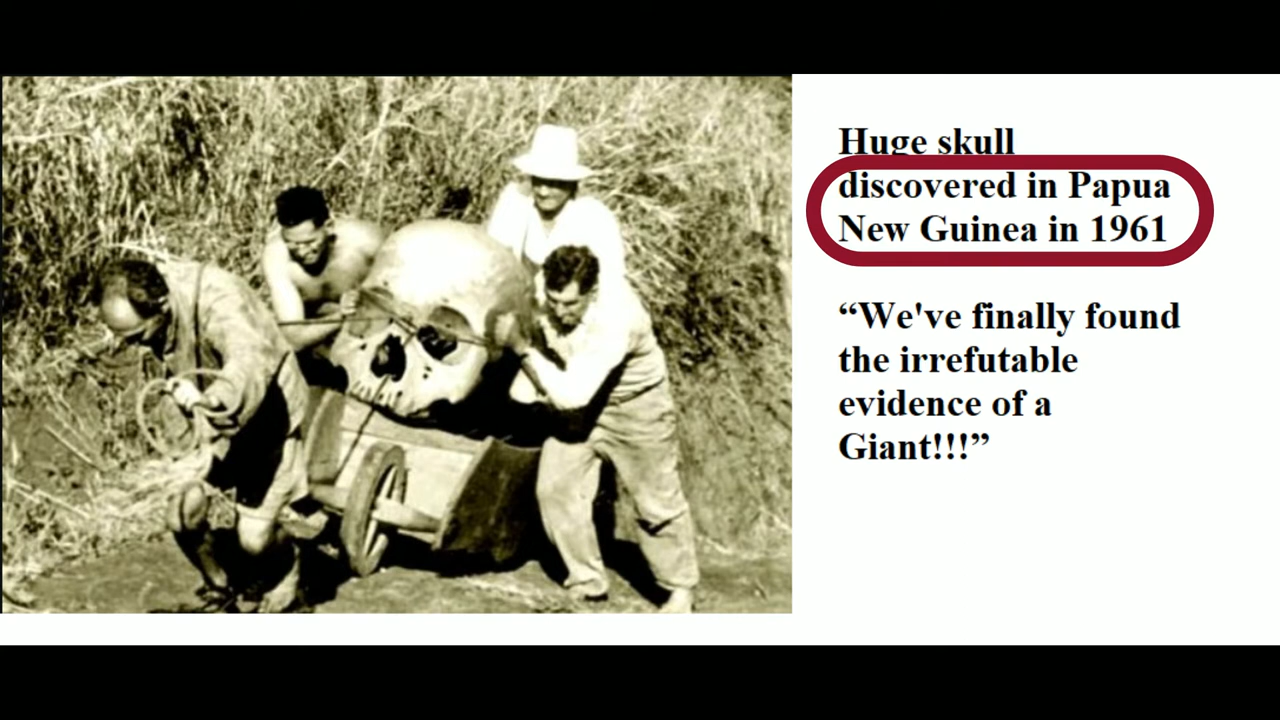 Huge skull
discovered in Papua
New Guinea in 1961
“We've finally found
the irrefutable
evidence of a
Giant!!!”